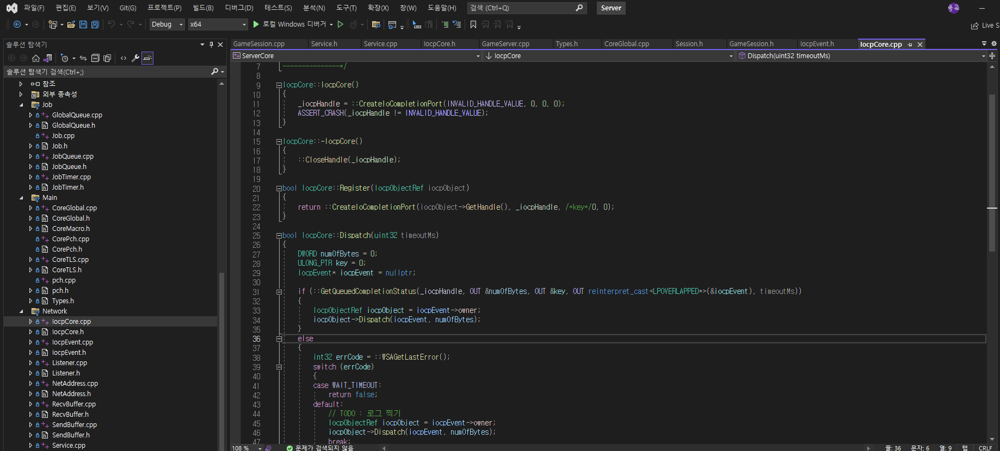 파일(F) 편집(E) 보기(V) Git(G) 프로젝트(P) 빌드(B) 디버그(D) 테스트(S) 분석(N) 도구(T) 확장(X) 창(W) 도움말(H) 검색 (Ctrl+Q) Server
Debug x64 로컬 Windows 디버거 Live S
솔루션 탐색기
솔루션 탐색기 검색(Ctrl+;)
참조
외부 종속성
Job
GlobalQueue.cpp
GlobalQueue.h
Job.cpp
Job.h
JobQueue.cpp
JobQueue.h
JobTimer.cpp
JobTimer.h
Main
CoreGlobal.cpp
CoreGlobal.h
CoreMacro.h
CorePch.cpp
CorePch.h
CoreTLS.cpp
CoreTLS.h
pch.cpp
pch.h
Types.h
Network
IocpCore.cpp
IocpCore.h
IocpEvent.cpp
IocpEvent.h
Listener.cpp
Listener.h
NetAddress.cpp
NetAddress.h
RecvBuffer.cpp
RecvBuffer.h
SendBuffer.cpp
SendBuffer.h
Service.cpp
GameSession.cpp Service.h Service.cpp IocpCore.h GameServer.cpp Types.h CoreGlobal.cpp Session.h GameSession.h IocpEvent.h IocpCore.cpp
ServerCore IocpCore Dispatch(uint32 timeoutMs)
7 ---------------*/
8
9 IocpCore::IocpCore()
10 {
11 _iocpHandle = ::CreateIoCompletionPort(INVALID_HANDLE_VALUE, 0, 0, 0);
12 ASSERT_CRASH(_iocpHandle != INVALID_HANDLE_VALUE);
13 }
14
15 IocpCore::~IocpCore()
16 {
17 ::CloseHandle(_iocpHandle);
18 }
19
20 bool IocpCore::Register(IocpObjectRef iocpObject)
21 {
22 return ::CreateIoCompletionPort(iocpObject->GetHandle(), _iocpHandle, /*key*/0, 0);
23 }
24
25 bool IocpCore::Dispatch(uint32 timeoutMs)
26 {
27 DWORD numOfBytes = 0;
28 ULONG_PTR key = 0;
29 IocpEvent* iocpEvent = nullptr;
30
31 if (::GetQueuedCompletionStatus(_iocpHandle, OUT &numOfBytes, OUT &key, OUT reinterpret_cast<LPOVERLAPPED*>(&iocpEvent), timeoutMs))
32 {
33 IocpObjectRef iocpObject = iocpEvent->owner;
34 iocpObject->Dispatch(iocpEvent, numOfBytes);
35 }
36 else
37 {
38 int32 errCode = ::WSAGetLastError();
39 switch (errCode)
40 {
41 case WAIT_TIMEOUT:
42 return false;
43 default:
44 // TODO : 로그 찍기
45 IocpObjectRef iocpObject = iocpEvent->owner;
46 iocpObject->Dispatch(iocpEvent, numOfBytes);
47 break;
108 % 문제가 검색되지 않음 줄: 36 문자: 6 열: 9 탭 CRLF